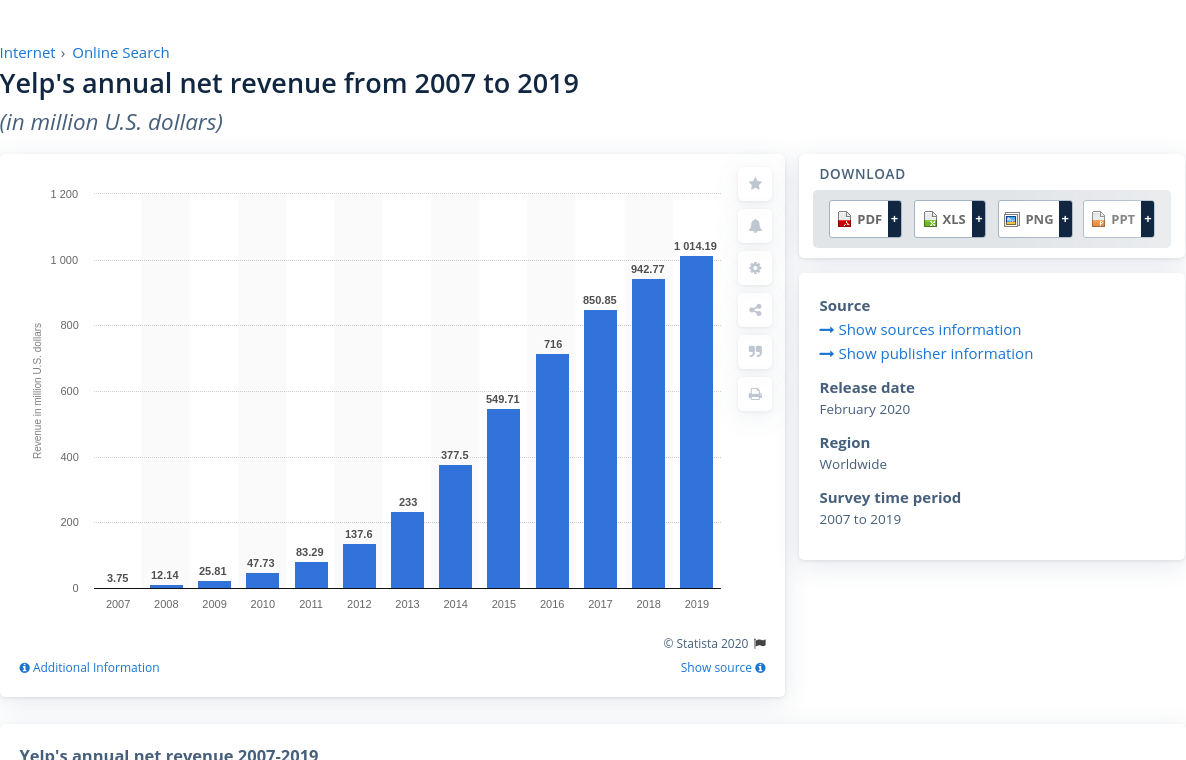 Internet › Online Search
Yelp's annual net revenue from 2007 to 2019
(in million U.S. dollars)
Revenue in million U.S. dollars
1 200
1 000
800
600
400
200
0
3.75
12.14
25.81
47.73
83.29
137.6
233
377.5
549.71
716
850.85
942.77
1 014.19
2007 2008 2009 2010 2011 2012 2013 2014 2015 2016 2017 2018 2019
© Statista 2020
Additional Information
Show source
DOWNLOAD
PDF + XLS + PNG + PPT +
Source
Show sources information
Show publisher information
Release date
February 2020
Region
Worldwide
Survey time period
2007 to 2019
Yelp's annual net revenue 2007-2019